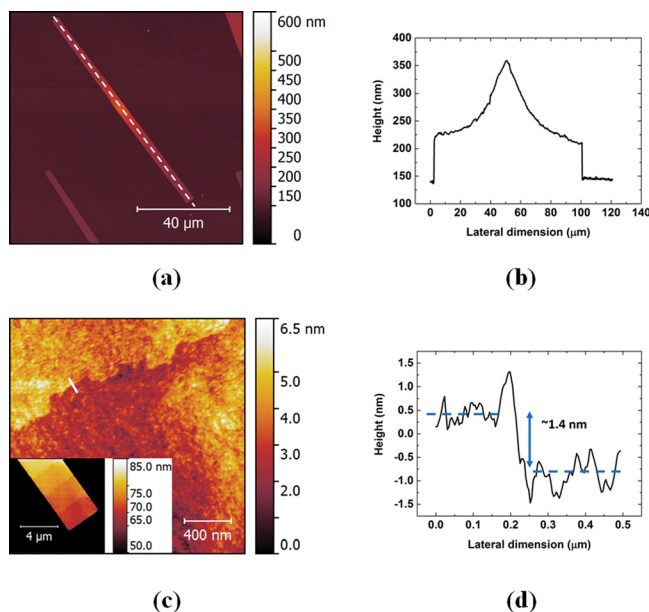 600 nm
500
450
400
350
300
250
200
150
0
40 µm
(a)
400
350
300
250
200
150
100
Height (nm)
0 20 40 60 80 100 120 140
Lateral dimension (µm)
(b)
6.5 nm
5.0
4.0
3.0
2.0
0.0
400 nm
85.0 nm
75.0
70.0
65.0
50.0
4 µm
(c)
1.5
1.0
0.5
0.0
-0.5
-1.0
-1.5
Height (nm)
~1.4 nm
0.0 0.1 0.2 0.3 0.4 0.5
Lateral dimension (µm)
(d)